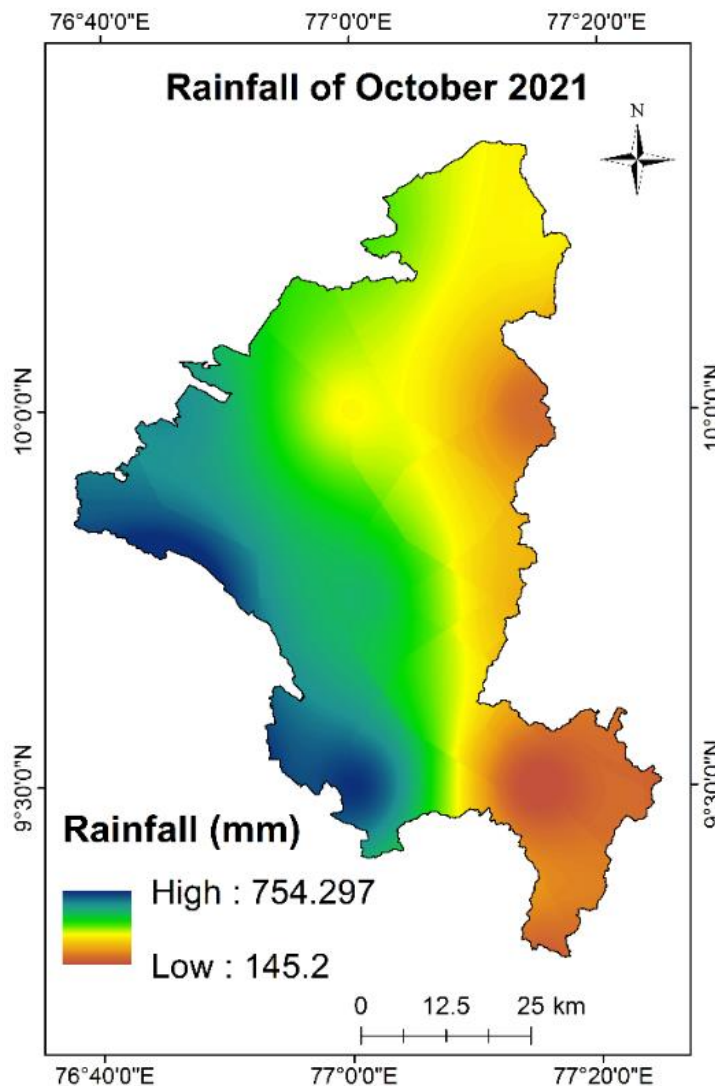 76°40'0"E 77°0'0"E 77°20'0"E
Rainfall of October 2021
N
10°0'0"N 10°0'0"N
9°30'0"N 9°30'0"N
Rainfall (mm)
High : 754.297
Low : 145.2
0 12.5 25 km
76°40'0"E 77°0'0"E 77°20'0"E